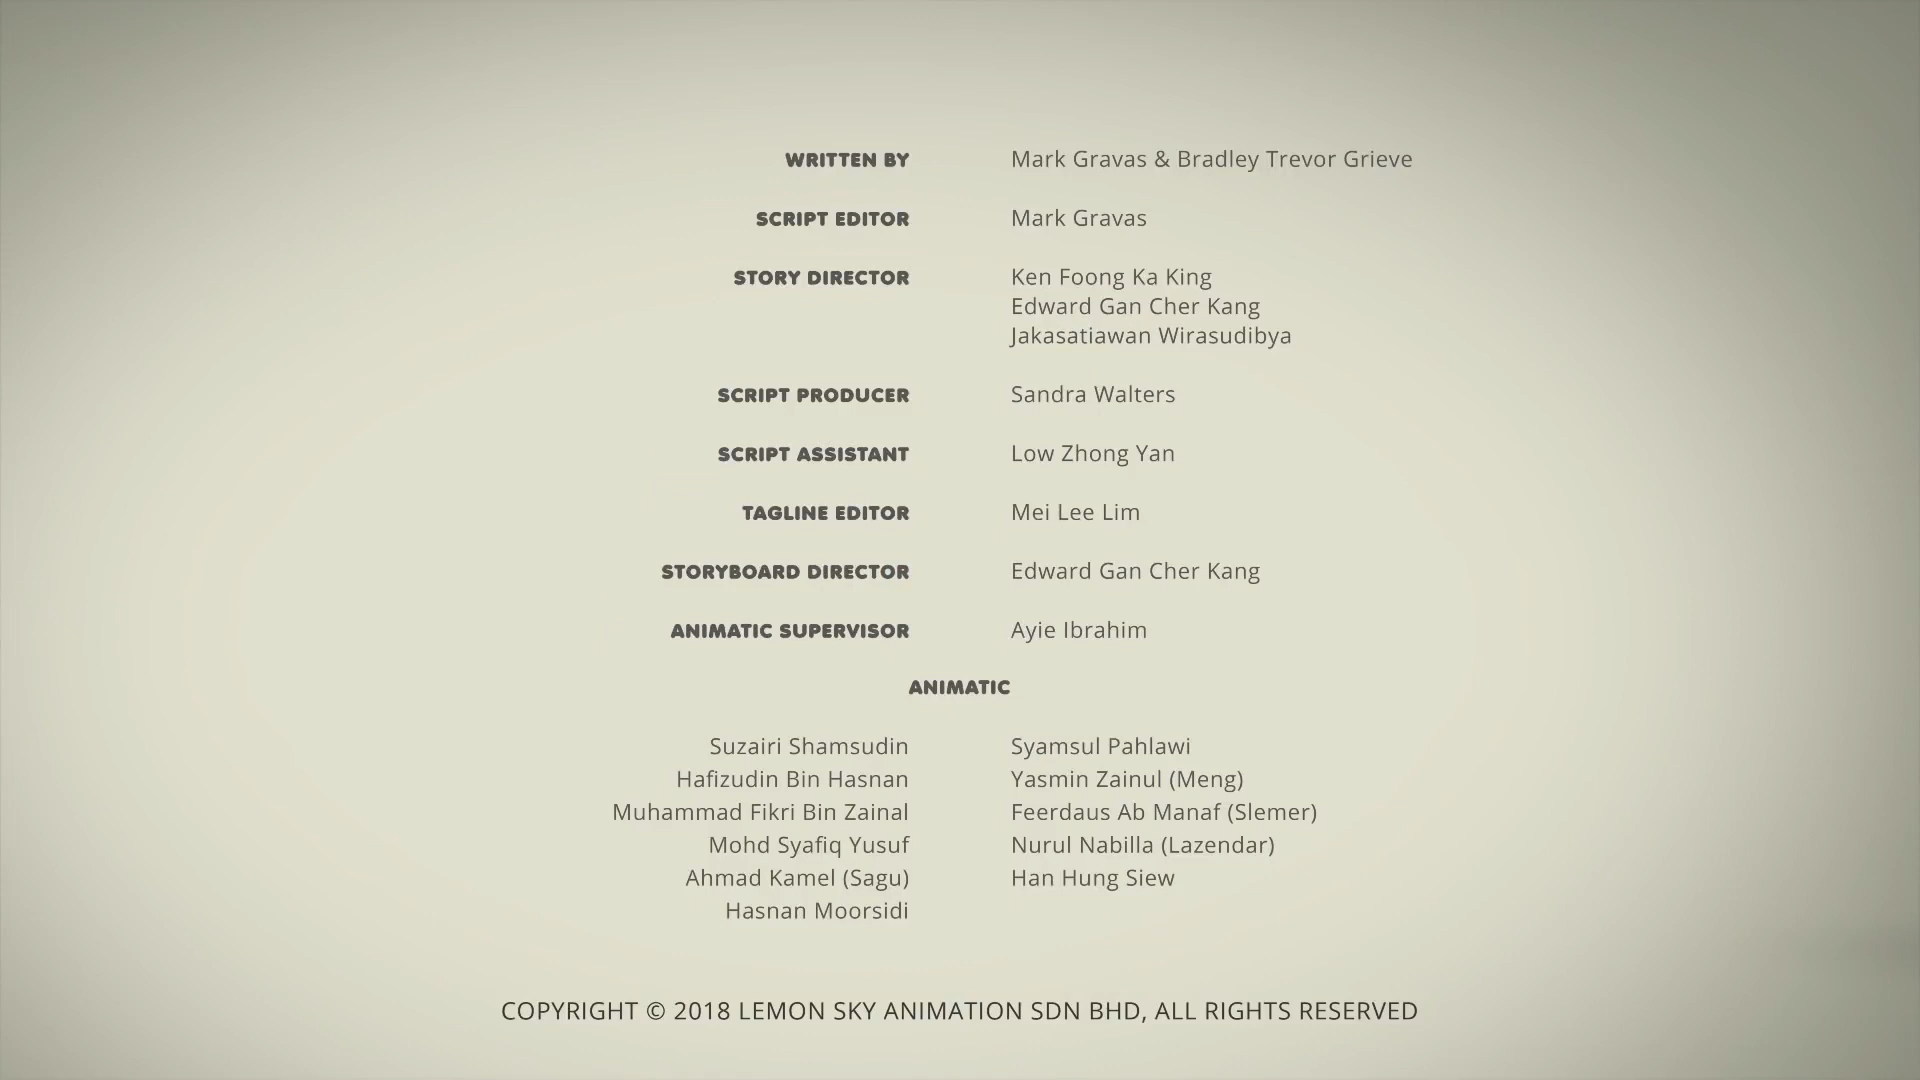 WRITTEN BY Mark Gravas & Bradley Trevor Grieve
SCRIPT EDITOR Mark Gravas
STORY DIRECTOR Ken Foong Ka King
Edward Gan Cher Kang
Jakasatiawan Wirasudibya
SCRIPT PRODUCER Sandra Walters
SCRIPT ASSISTANT Low Zhong Yan
TAGLINE EDITOR Mei Lee Lim
STORYBOARD DIRECTOR Edward Gan Cher Kang
ANIMATIC SUPERVISOR Ayie Ibrahim
ANIMATIC
Suzairi Shamsudin Syamsul Pahlawi
Hafizudin Bin Hasnan Yasmin Zainul (Meng)
Muhammad Fikri Bin Zainal Feerdaus Ab Manaf (Slemer)
Mohd Syafiq Yusuf Nurul Nabilla (Lazendar)
Ahmad Kamel (Sagu) Han Hung Siew
Hasnan Moorsidi
COPYRIGHT © 2018 LEMON SKY ANIMATION SDN BHD, ALL RIGHTS RESERVED